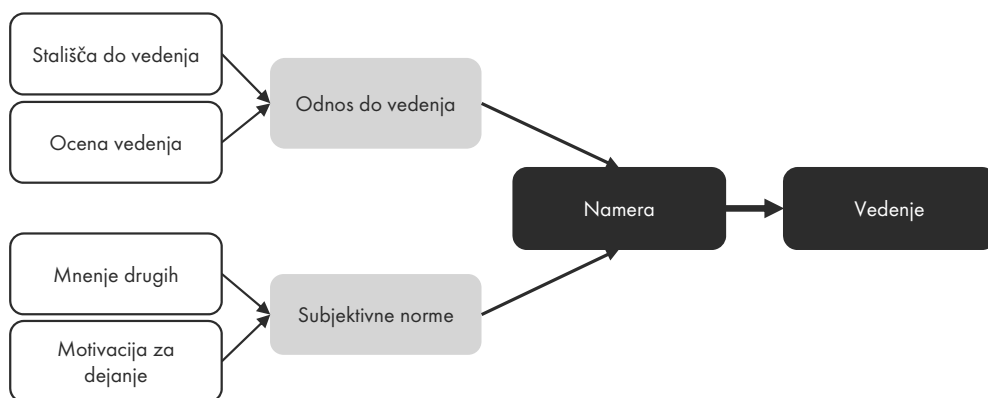 Stališča do vedenja
Ocena vedenja
Odnos do vedenja
Mnenje drugih
Motivacija za
dejanje
Subjektivne norme
Namera
Vedenje